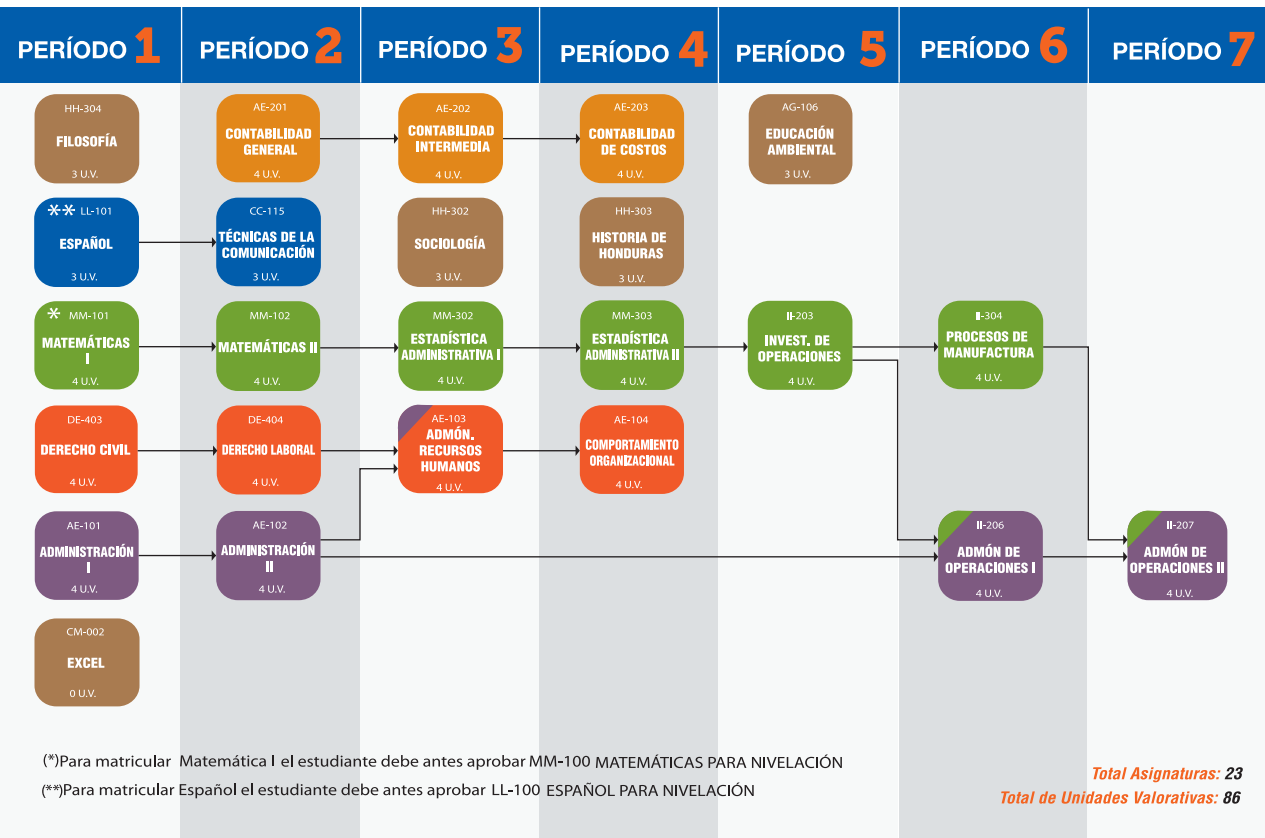 PERÍODO 1
PERÍODO 2
PERÍODO 3
PERÍODO 4
PERÍODO 5
PERÍODO 6
PERÍODO 7
HH-304
FILOSOFÍA
3 U.V.
AE-201
CONTABILIDAD
GENERAL
4 U.V.
AE-202
CONTABILIDAD
INTERMEDIA
4 U.V.
AE-203
CONTABILIDAD
DE COSTOS
4 U.V.
AG-106
EDUCACIÓN
AMBIENTAL
3 U.V.
** LL-101
ESPAÑOL
3 U.V.
CC-115
TÉCNICAS DE LA
COMUNICACIÓN
3 U.V.
HH-302
SOCIOLOGÍA
3 U.V.
HH-303
HISTORIA DE
HONDURAS
3 U.V.
* MM-101
MATEMÁTICAS
I
4 U.V.
MM-102
MATEMÁTICAS II
4 U.V.
MM-302
ESTADÍSTICA
ADMINISTRATIVA I
4 U.V.
MM-303
ESTADÍSTICA
ADMINISTRATIVA II
4 U.V.
II-203
INVEST. DE
OPERACIONES
4 U.V.
II-304
PROCESOS DE
MANUFACTURA
4 U.V.
DE-403
DERECHO CIVIL
4 U.V.
DE-404
DERECHO LABORAL
4 U.V.
AE-103
ADMÓN.
RECURSOS
HUMANOS
4 U.V.
AE-104
COMPORTAMIENTO
ORGANIZACIONAL
4 U.V.
AE-101
ADMINISTRACIÓN
I
4 U.V.
AE-102
ADMINISTRACIÓN
II
4 U.V.
II-206
ADMÓN DE
OPERACIONES I
4 U.V.
II-207
ADMÓN DE
OPERACIONES II
4 U.V.
CM-002
EXCEL
0 U.V.
(*)Para matricular Matemática I el estudiante debe antes aprobar MM-100 MATEMÁTICAS PARA NIVELACIÓN
(**)Para matricular Español el estudiante debe antes aprobar LL-100 ESPAÑOL PARA NIVELACIÓN
Total Asignaturas: 23
Total de Unidades Valorativas: 86